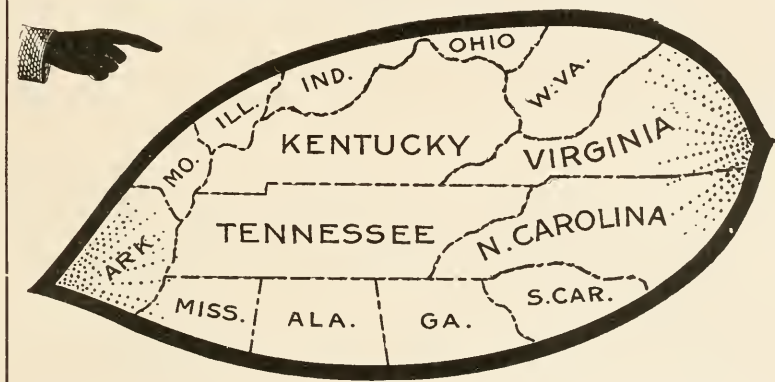 OHIO
IND.
W.VA.
ILL.
KENTUCKY
VIRGINIA
MO.
TENNESSEE
N. CAROLINA
ARK.
MISS.
ALA.
GA.
S.CAR.